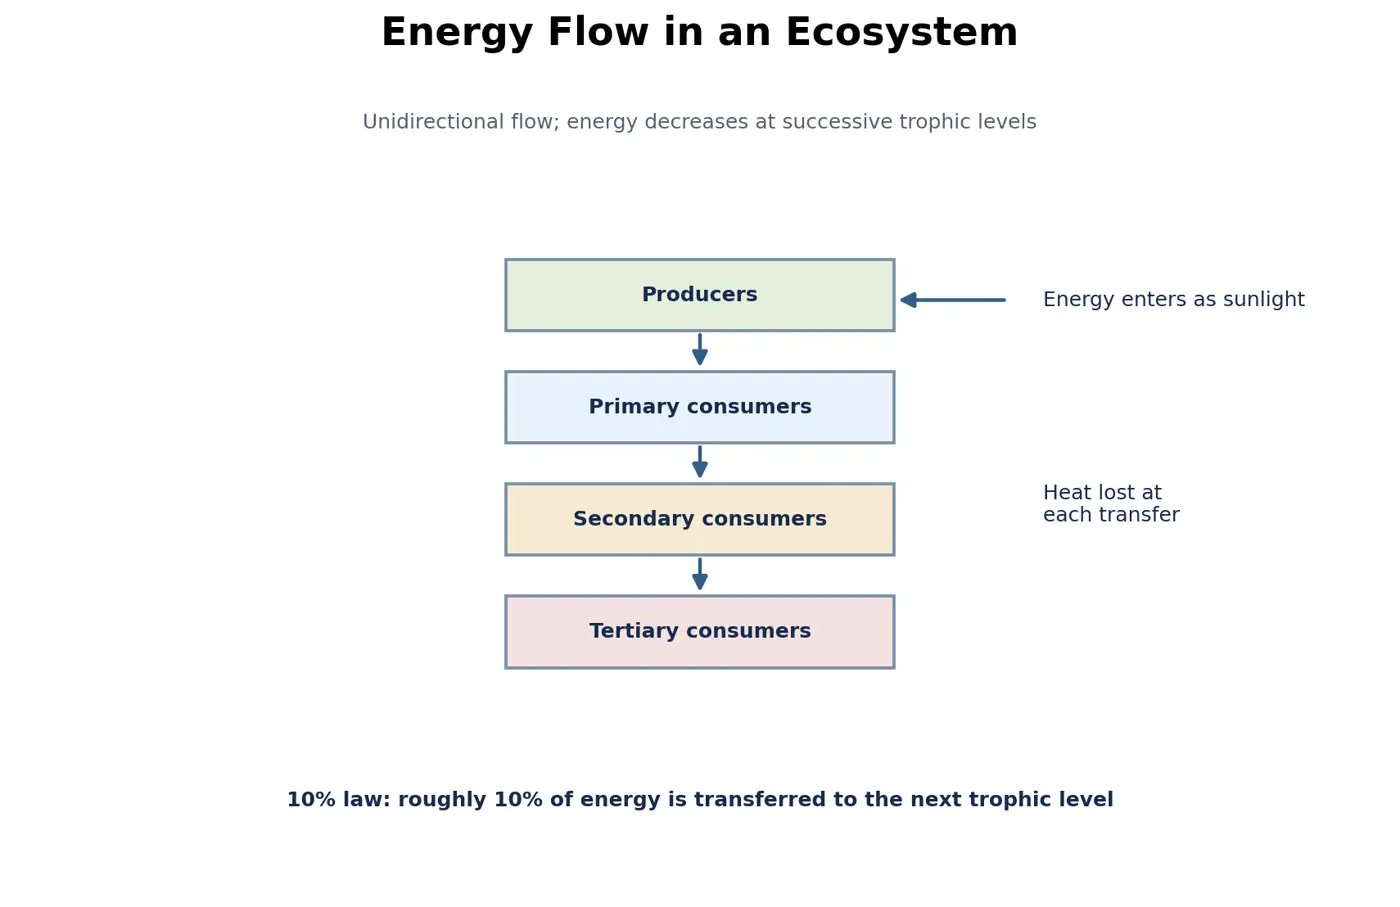 Energy Flow in an Ecosystem
Unidirectional flow; energy decreases at successive trophic levels
Producers
Energy enters as sunlight
Primary consumers
Heat lost at
each transfer
Secondary consumers
Tertiary consumers
10% law: roughly 10% of energy is transferred to the next trophic level